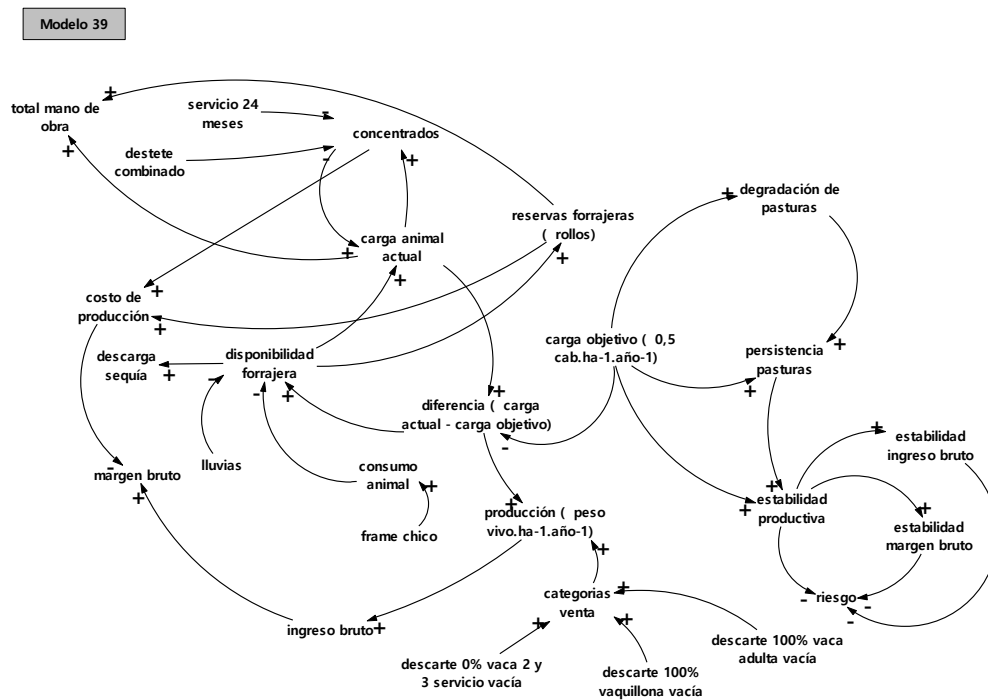 Modelo 39
total mano de
obra
servicio 24
meses
concentrados
destete
combinado
degradación de
pasturas
reservas forrajeras
( rollos)
carga animal
actual
costo de
producción
descarga
sequía
disponibilidad
forrajera
carga objetivo ( 0,5
cab.ha-1.año-1)
persistencia
pasturas
diferencia ( carga
actual - carga objetivo)
estabilidad
ingreso bruto
margen bruto
lluvias
consumo
animal
frame chico
producción ( peso
vivo.ha-1.año-1)
estabilidad
productiva
estabilidad
margen bruto
categorias
venta
riesgo
ingreso bruto
descarte 0% vaca 2 y
3 servicio vacía
descarte 100%
vaquillona vacía
descarte 100% vaca
adulta vacía